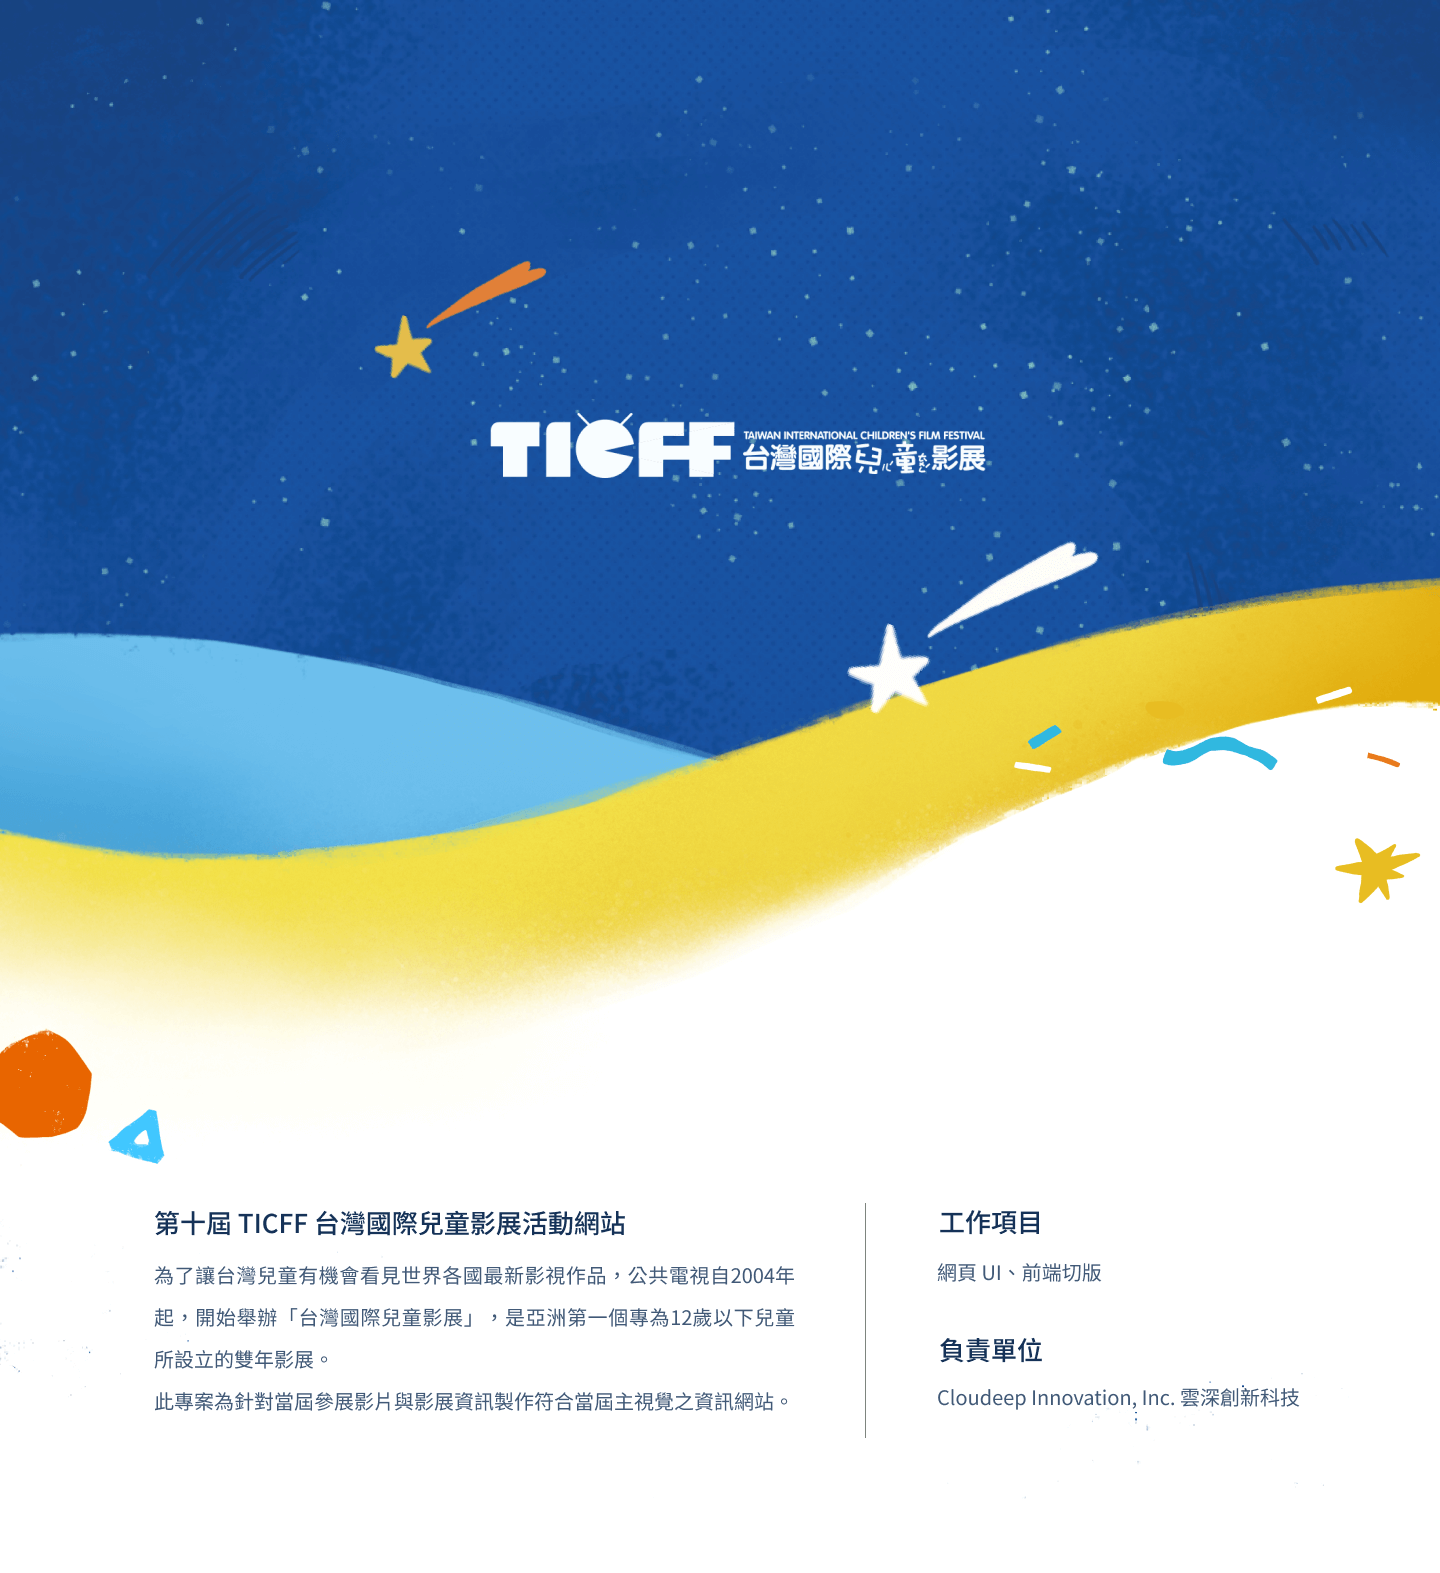 TICFF
TAIWAN INTERNATIONAL CHILDREN'S FILM FESTIVAL
台灣國際兒童影展
第十屆 TICFF 台灣國際兒童影展活動網站
為了讓台灣兒童有機會看見世界各國最新影視作品，公共電視自2004年
起，開始舉辦「台灣國際兒童影展」，是亞洲第一個專為12歲以下兒童
所設立的雙年影展。
此專案為針對當屆參展影片與影展資訊製作符合當屆主視覺之資訊網站。
工作項目
網頁 UI、前端切版
負責單位
Cloudeep Innovation, Inc. 雲深創新科技